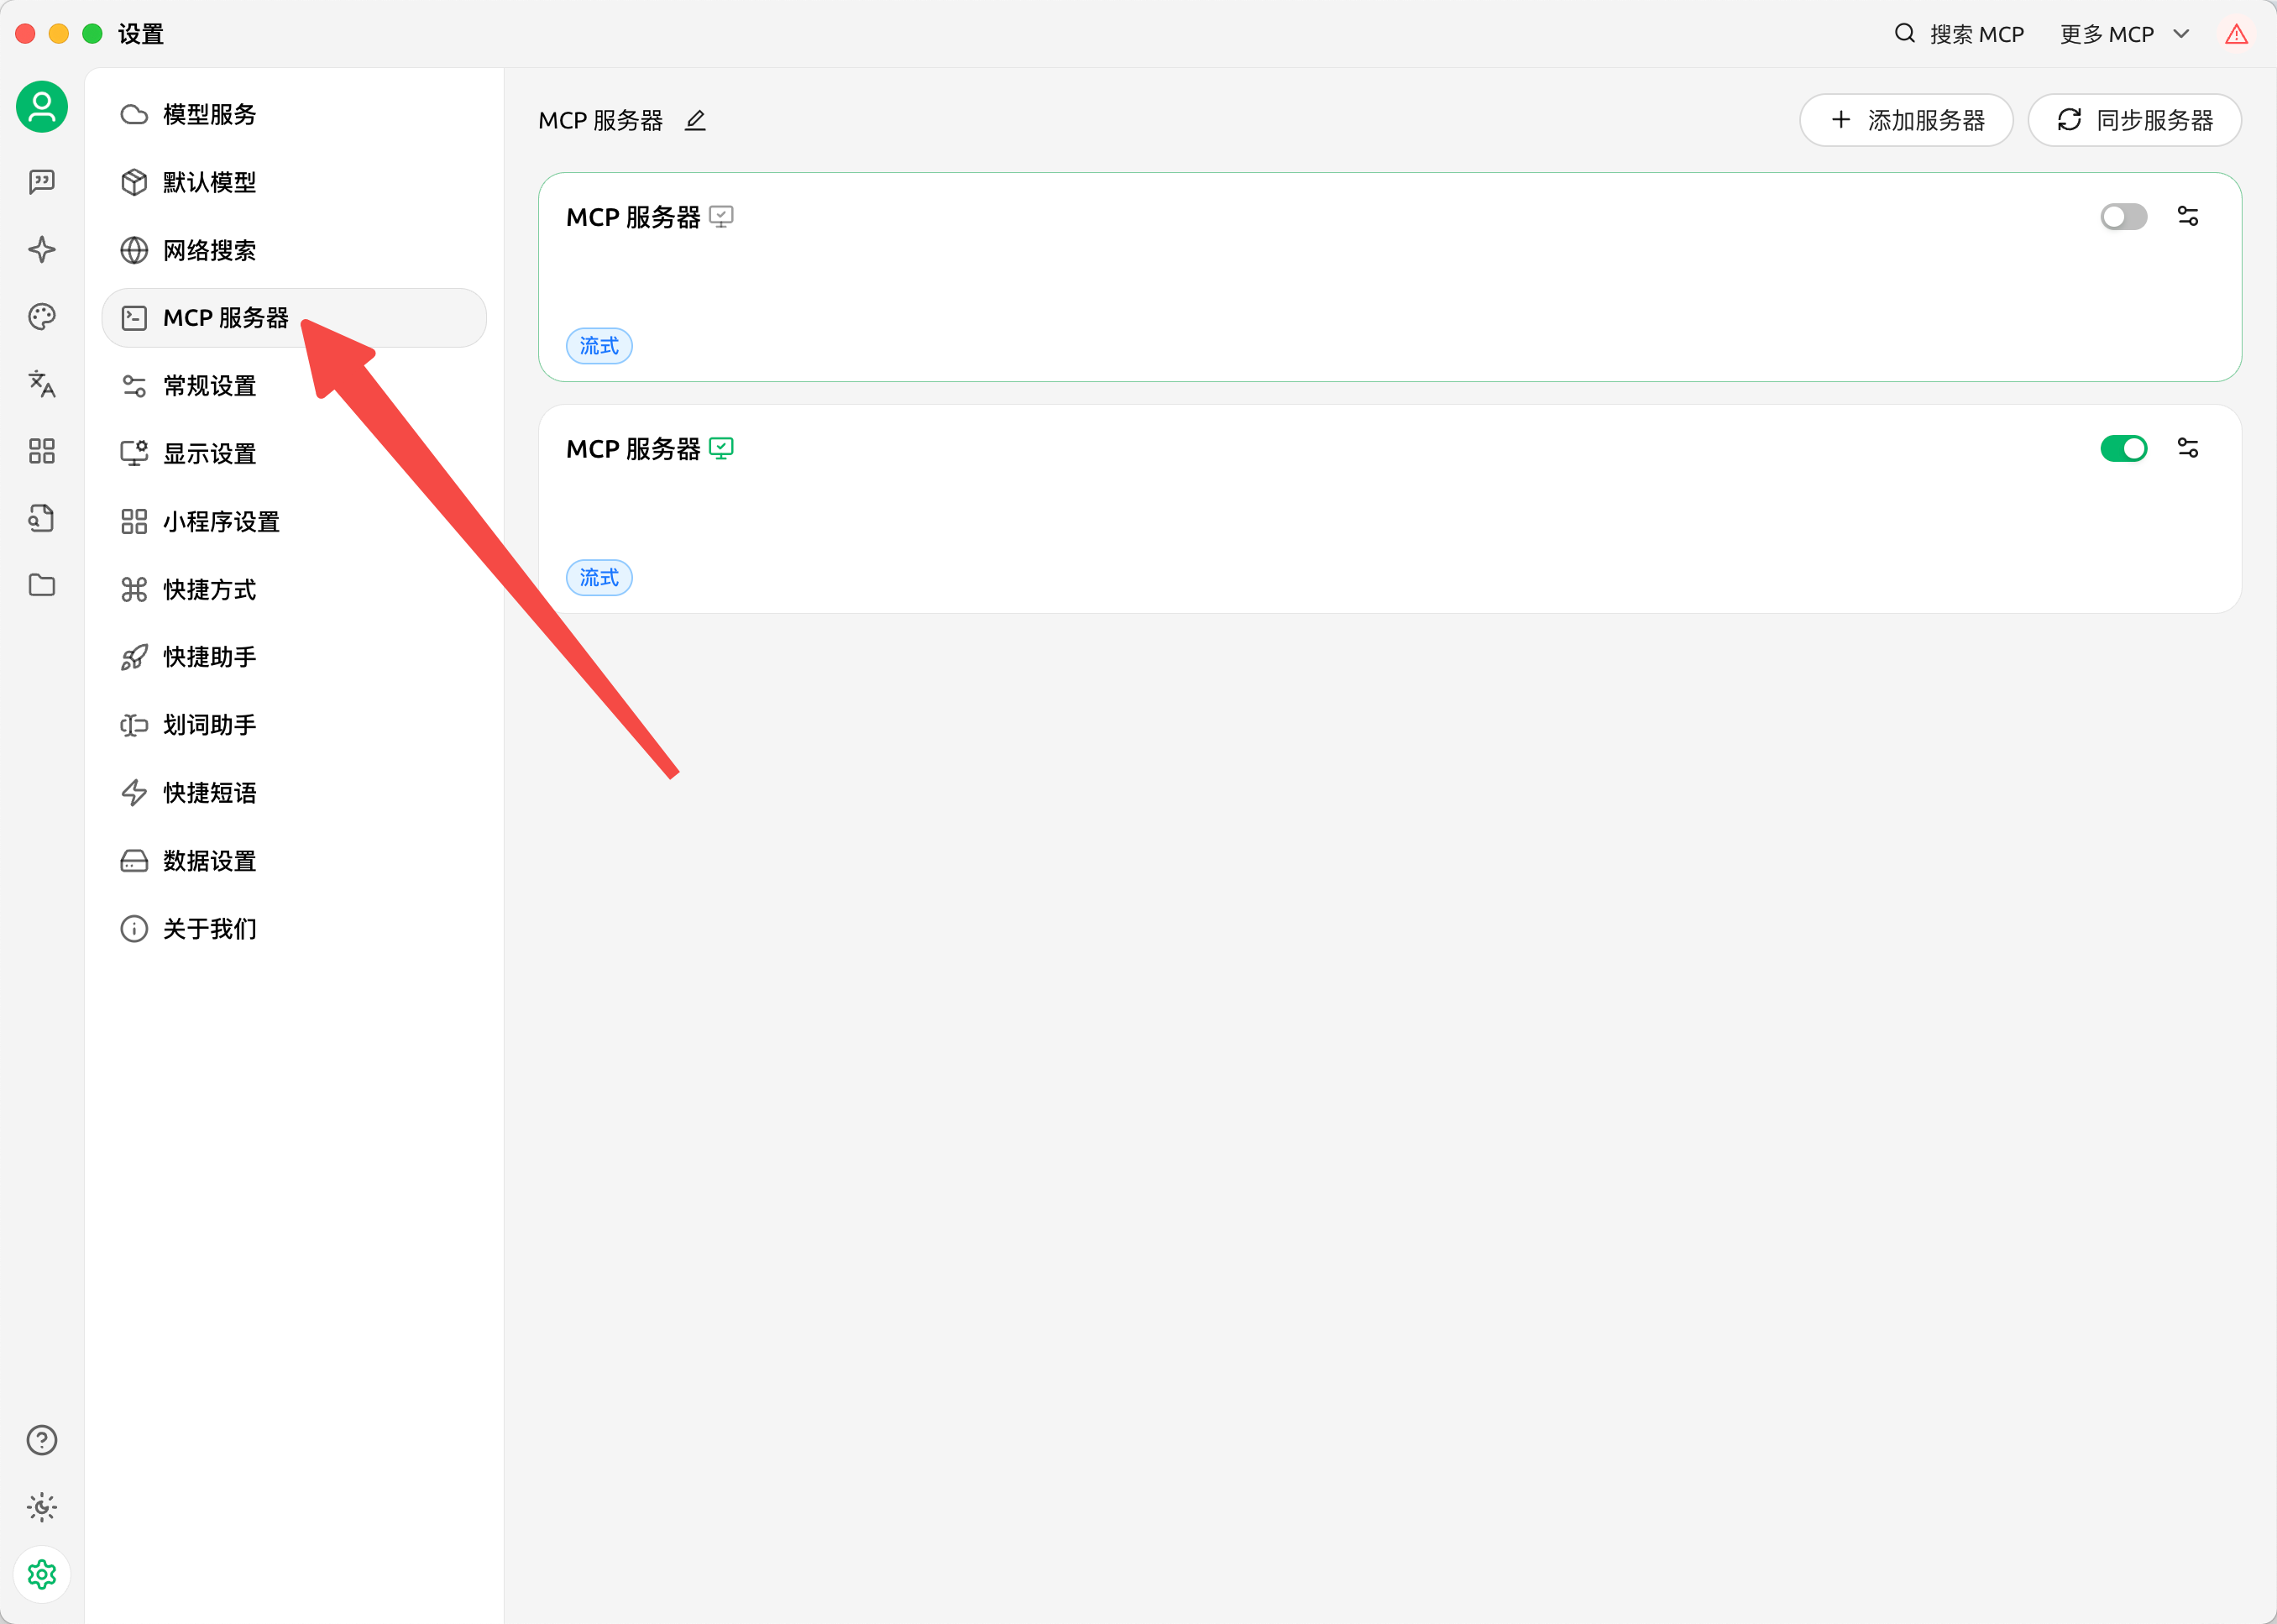 设置
搜索 MCP
更多 MCP
模型服务
默认模型
网络搜索
MCP 服务器
常规设置
显示设置
小程序设置
快捷方式
快捷助手
划词助手
快捷短语
数据设置
关于我们
MCP 服务器
添加服务器
同步服务器
MCP 服务器
流式
MCP 服务器
流式